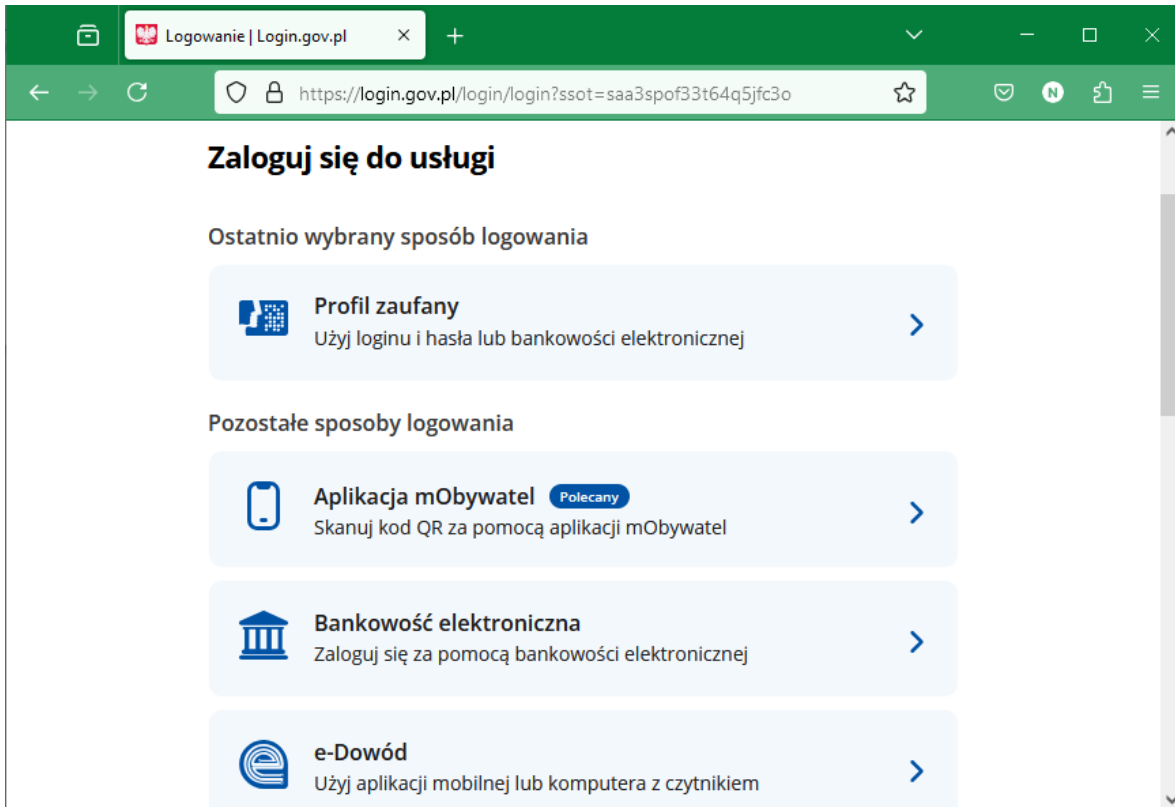 Logowanie | Login.gov.pl
https://login.gov.pl/login/login?ssot=saa3spof33t64q5jfc3o
N
Zaloguj się do usługi
Ostatnio wybrany sposób logowania
Profil zaufany
Użyj loginu i hasła lub bankowości elektronicznej
Pozostałe sposoby logowania
Aplikacja mObywatel Polecany
Skanuj kod QR za pomocą aplikacji mObywatel
Bankowość elektroniczna
Zaloguj się za pomocą bankowości elektronicznej
e-Dowód
Użyj aplikacji mobilnej lub komputera z czytnikiem